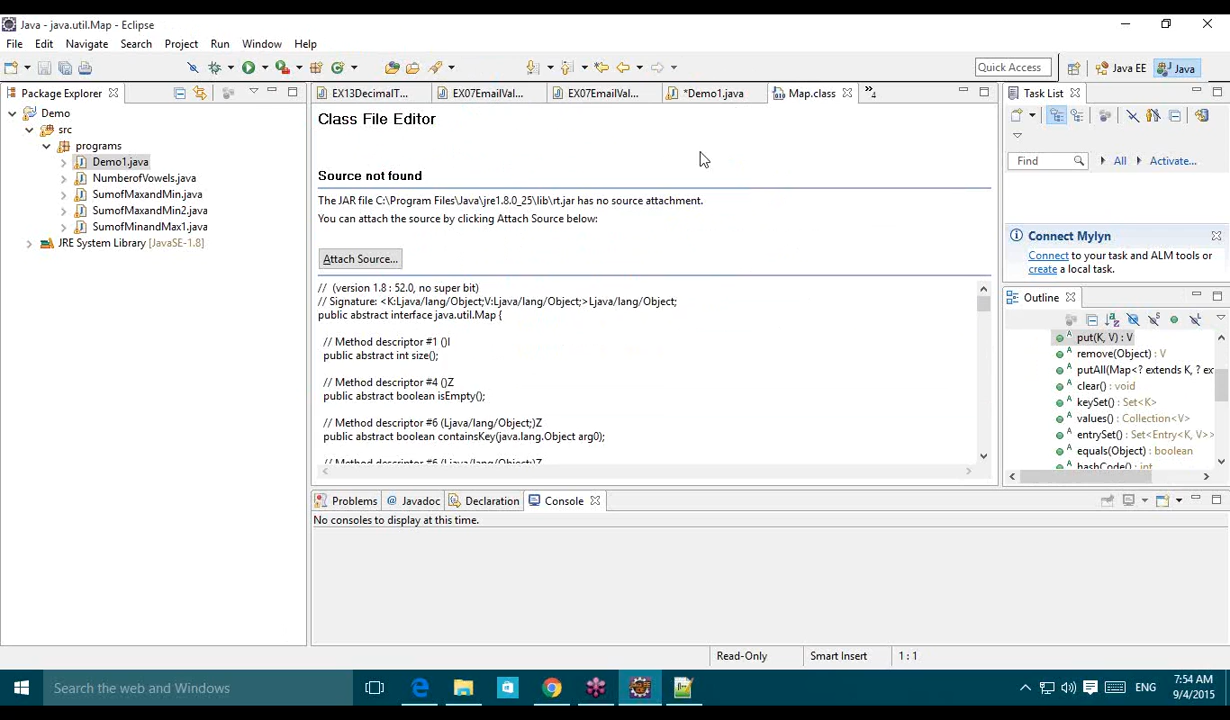 Java - java.util.Map - Eclipse
File Edit Navigate Search Project Run Window Help
Quick Access
Java EE
Java
Package Explorer
Demo
src
programs
Demo1.java
NumberofVowels.java
SumofMaxandMin.java
SumofMaxandMin2.java
SumofMinandMax1.java
JRE System Library [JavaSE-1.8]
EX13DecimalT...
EX07EmailVal...
EX07EmailVal...
*Demo1.java
Map.class
4
Class File Editor
Source not found
The JAR file C:\Program Files\Java\jre1.8.0_25\lib\rt.jar has no source attachment.
You can attach the source by clicking Attach Source below:
Attach Source...
// (version 1.8 : 52.0, no super bit)
// Signature: <K:Ljava/lang/Object;V:Ljava/lang/Object;>Ljava/lang/Object;
public abstract interface java.util.Map {
// Method descriptor #1 ()I
public abstract int size();
// Method descriptor #4 ()Z
public abstract boolean isEmpty();
// Method descriptor #6 (Ljava/lang/Object;)Z
public abstract boolean containsKey(java.lang.Object arg0);
// Method descriptor #6 (Ljava/lang/Object;)Z
Task List
Find
All
Activate...
Connect Mylyn
Connect to your task and ALM tools or
create a local task.
Outline
put(K, V) : V
remove(Object) : V
putAll(Map<? extends K, ? ex
clear() : void
keySet() : Set<K>
values() : Collection<V>
entrySet() : Set<Entry<K, V>>
equals(Object) : boolean
hashCode() : int
Problems
@ Javadoc
Declaration
Console
No consoles to display at this time.
Read-Only
Smart Insert
1 : 1
Search the web and Windows
ENG
7:54 AM
9/4/2015